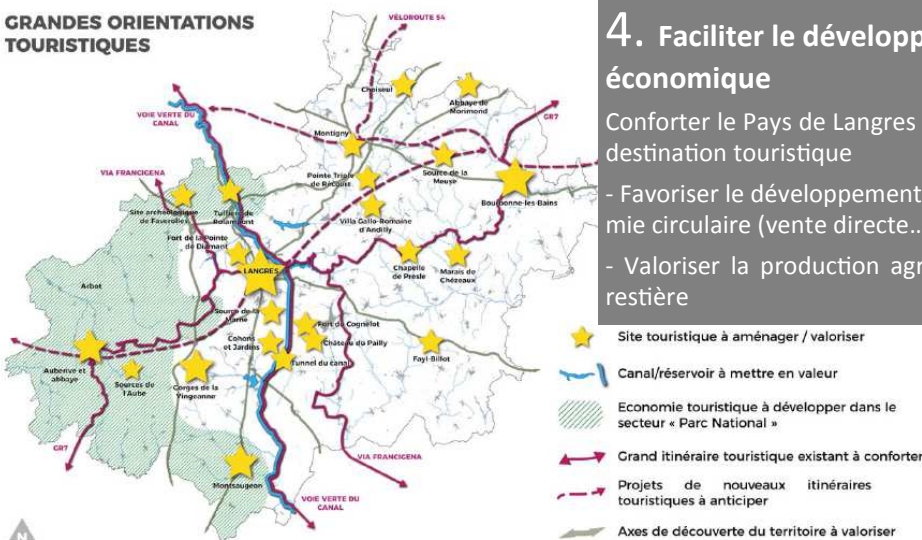 GRANDES ORIENTATIONS
TOURISTIQUES
VÉLOROUTE 54
Choiseul
Abbaye de
Morimond
VOIE VERTE DU
CANAL
GR7
Montigny
VIA FRANCIGENA
Pointe Triple
de Récourt
Source de la
Meuse
Bourbonne-les-Bains
Site archéologique
de Faverolles
Tuffière de
Rolampont
Villa Gallo-Romaine
d'Andilly
Fort de la Pointe
de Diamant
LANGRES
Chapelle
de Presle
Marais de
Chézeaux
Arbot
Source de la
Marne
Fort du Cognelot
Cohons
et Jardins
Château du Pailly
Tunnel du canal
Fayl-Billot
Auberive et
abbaye
Sources de
l'Aube
Gorges de la
Vingeanne
GR7
VIA FRANCIGENA
Montsaugeon
VOIE VERTE DU
CANAL
N
4. Faciliter le développ
économique
Conforter le Pays de Langres
destination touristique
- Favoriser le développement
mie circulaire (vente directe...
- Valoriser la production agr
restière
Site touristique à aménager / valoriser
Canal/réservoir à mettre en valeur
Economie touristique à développer dans le
secteur « Parc National »
Grand itinéraire touristique existant à conforter
Projets de nouveaux itinéraires
touristiques à anticiper
Axes de découverte du territoire à valoriser